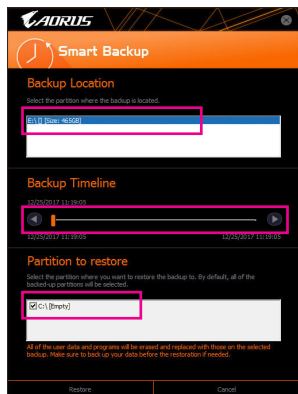 AORUS
Smart Backup
Backup Location
Select the partition where the backup is located.
E:\ [] [Size: 465GB]
Backup Timeline
12/25/2017 11:19:05
12/25/2017 11:19:05
12/25/2017 11:19:05
Partition to restore
Select the partition where you want to restore the backup to. By default, all of the
backed-up partitions will be selected.
C:\ [Empty]
All of the user data and programs will be erased and replaced with those on the selected
backup. Make sure to back up your data before the restoration if needed.
Restore
Cancel